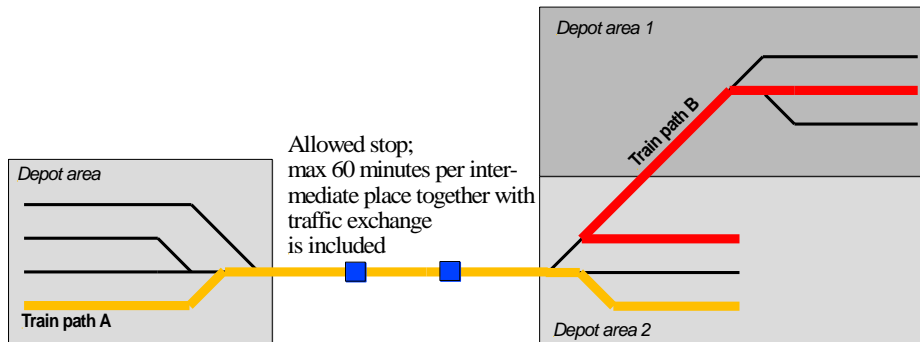 Depot area 1
Train path B
Allowed stop;
max 60 minutes per inter-
mediate place together with
traffic exchange
is included
Depot area
Train path A
Depot area 2